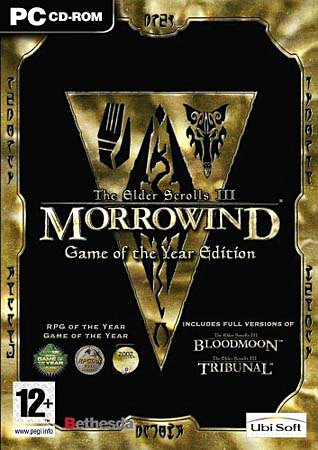 PC CD-ROM
The Elder Scrolls III
MORROWIND
Game of the Year Edition
RPG OF THE YEAR
GAME OF THE YEAR
INCLUDES FULL VERSIONS OF
The Elder Scrolls III
BLOODMOON™
The Elder Scrolls III
TRIBUNAL™
12+
www.pegi.info
Bethesda
Ubi Soft